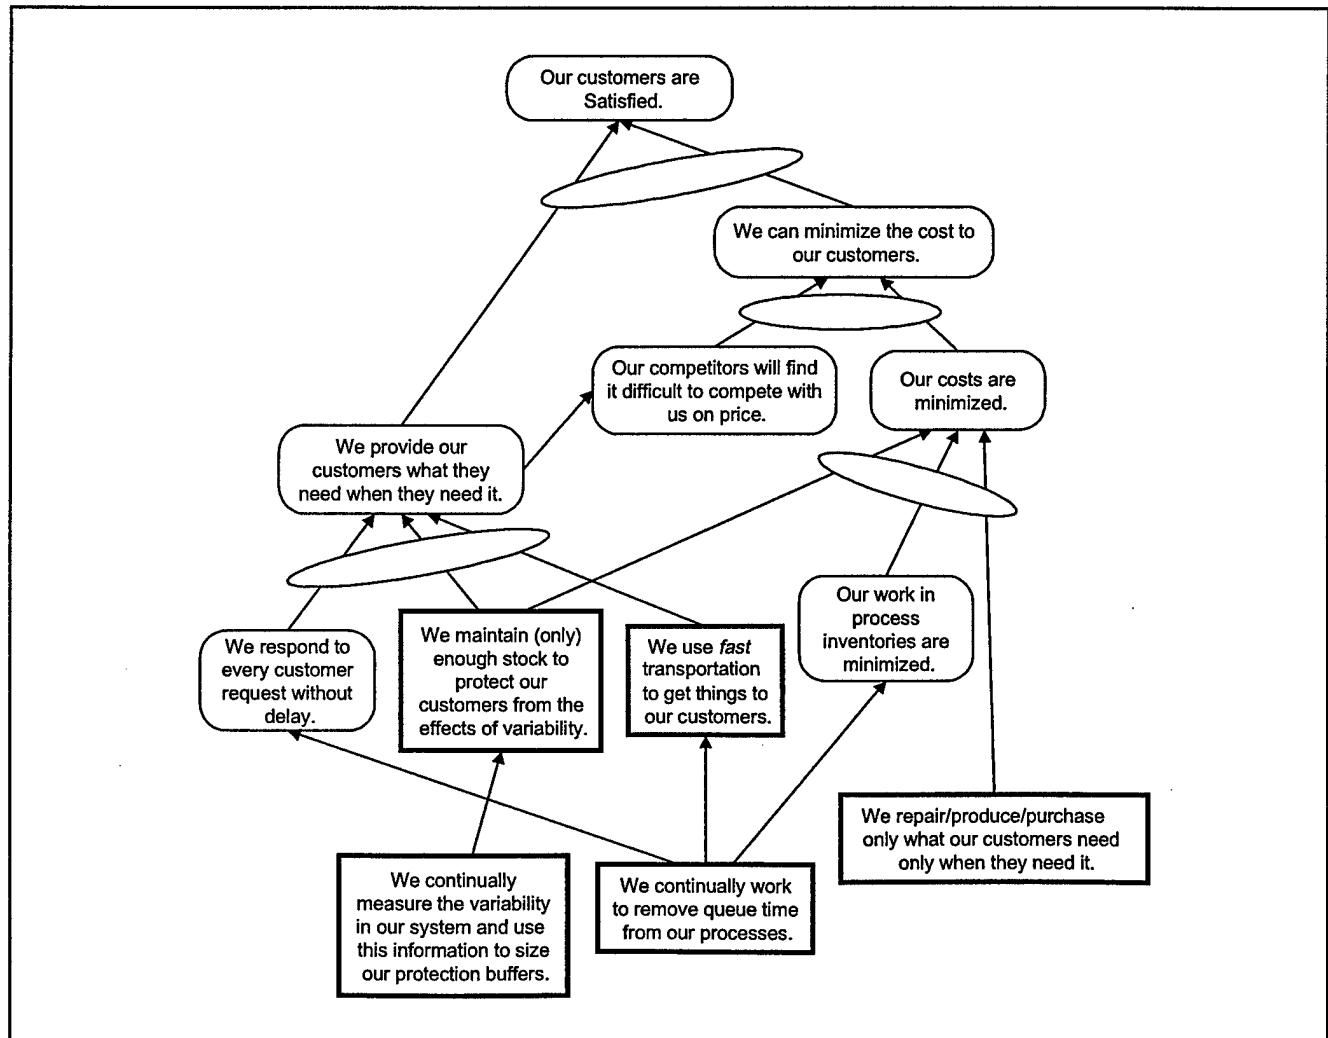 Our customers are
Satisfied.
We can minimize the cost to
our customers.
Our competitors will find
it difficult to compete with
us on price.
Our costs are
minimized.
We provide our
customers what they
need when they need it.
Our work in
process
inventories are
minimized.
We respond to
every customer
request without
delay.
We maintain (only)
enough stock to
protect our
customers from the
effects of variability.
We use fast
transportation
to get things to
our customers.
We repair/produce/purchase
only what our customers need
only when they need it.
We continually
measure the variability
in our system and use
this information to size
our protection buffers.
We continually work
to remove queue time
from our processes.